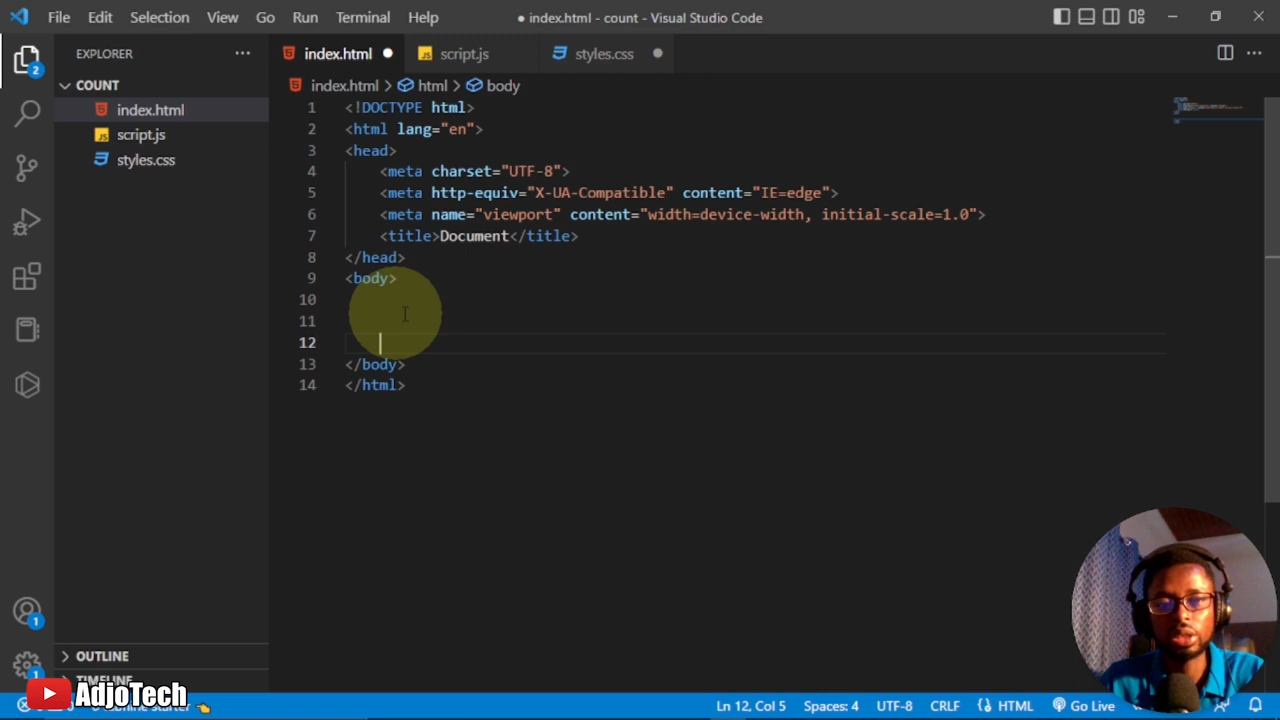 File Edit Selection View Go Run Terminal Help
● index.html - count - Visual Studio Code
EXPLORER
COUNT
index.html
script.js
styles.css
OUTLINE
TIMELINE
index.html
script.js
styles.css
index.html > html > body
1 <!DOCTYPE html>
2 <html lang="en">
3 <head>
4 <meta charset="UTF-8">
5 <meta http-equiv="X-UA-Compatible" content="IE=edge">
6 <meta name="viewport" content="width=device-width, initial-scale=1.0">
7 <title>Document</title>
8 </head>
9 <body>
10
11
12
13 </body>
14 </html>
2
1
1
AdjoTech
Ln 12, Col 5 Spaces: 4 UTF-8 CRLF HTML Go Live